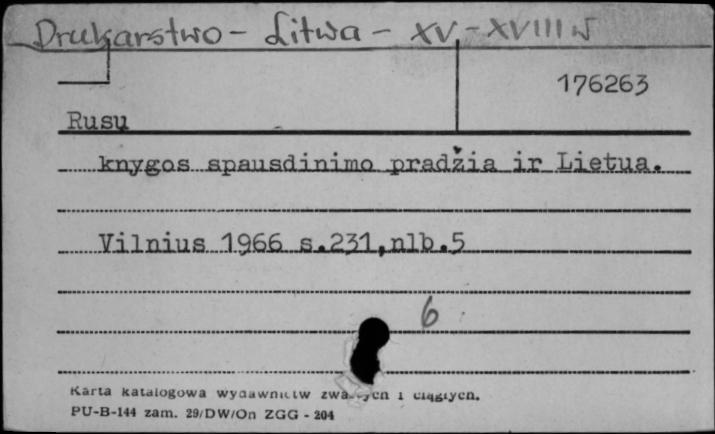 Drukarstwo - Litwa - XV - XVIII w
176263
Rusų
knygos spausdinimo pradžia ir Lietua.
Vilnius 1966 s.231,nlb.5
6
Karta katalogowa wydawnictw zwartych i ciągłych.
PU-B-144 zam. 29/DW/On ZGG - 204